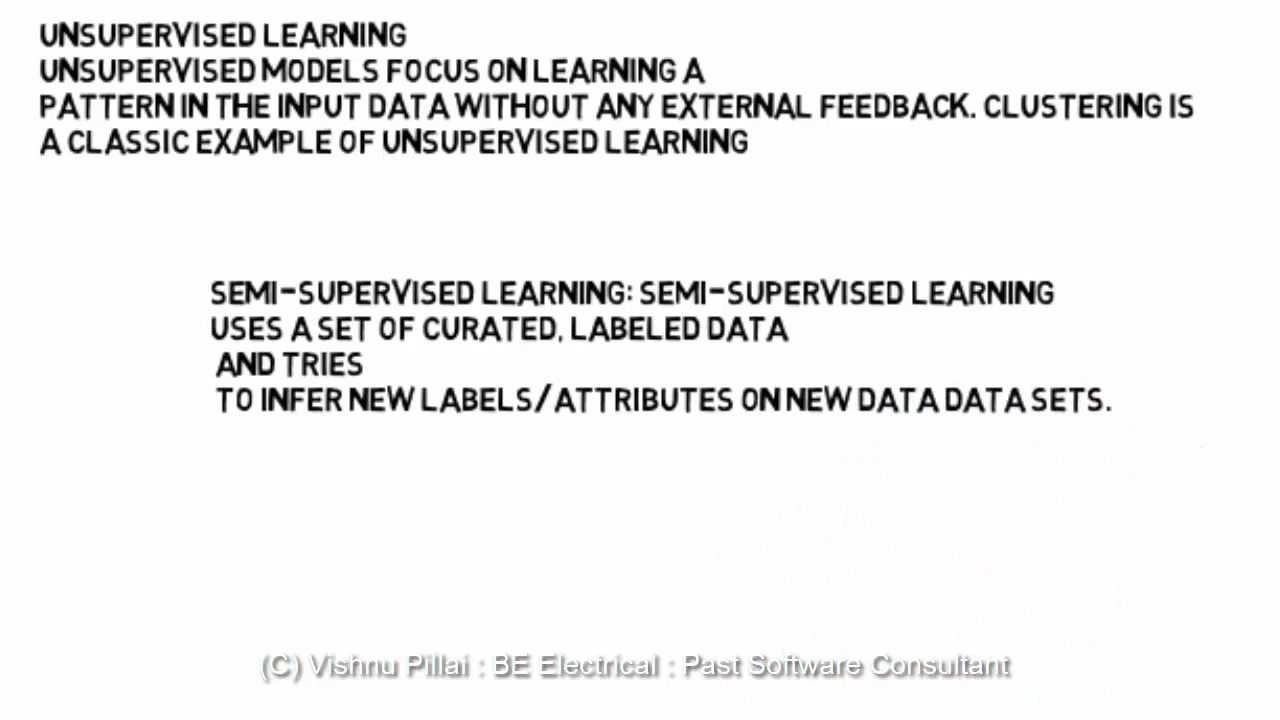 UNSUPERVISED LEARNING
UNSUPERVISED MODELS FOCUS ON LEARNING A
PATTERN IN THE INPUT DATA WITHOUT ANY EXTERNAL FEEDBACK. CLUSTERING IS
A CLASSIC EXAMPLE OF UNSUPERVISED LEARNING
SEMI-SUPERVISED LEARNING: SEMI-SUPERVISED LEARNING
USES A SET OF CURATED, LABELED DATA
AND TRIES
TO INFER NEW LABELS/ATTRIBUTES ON NEW DATA DATA SETS.
(C) Vishnu Pillai : BE Electrical : Past Software Consultant